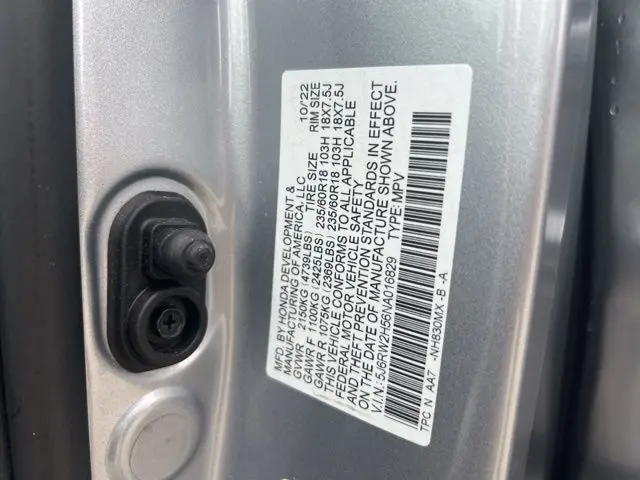 MFD. BY HONDA DEVELOPMENT & 10/22
MANUFACTURING OF AMERICA, LLC
GVWR 2150KG (4739LBS) TIRE SIZE RIM SIZE
GAWR F 1100KG (2425LBS) 235/60R18 103H 18X7.5J
GAWR R 1075KG (2369LBS) 235/60R18 103H 18X7.5J
THIS VEHICLE CONFORMS TO ALL APPLICABLE
FEDERAL MOTOR VEHICLE SAFETY
AND THEFT PREVENTION STANDARDS IN EFFECT
ON THE DATE OF MANUFACTURE SHOWN ABOVE.
V.I.N: 5J6RW2H56NA016829 TYPE: MPV
TPC N AA7 -NH830MX -B -A